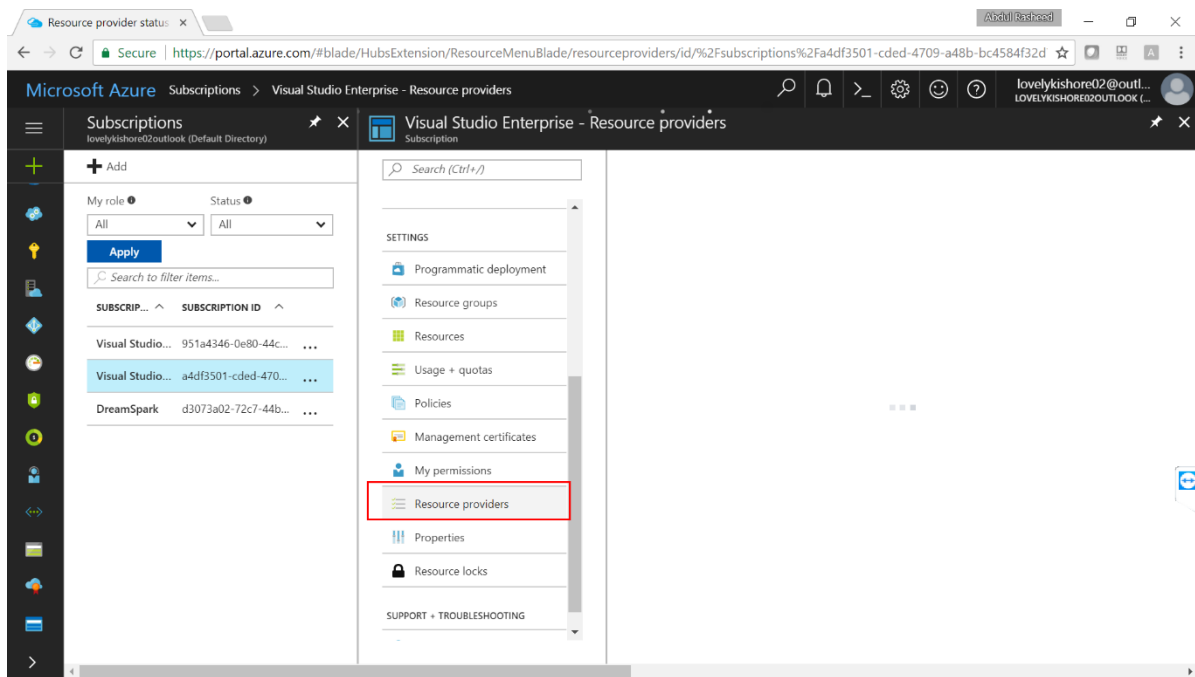 Resource provider status
Abdul Rasheed
Secure https://portal.azure.com/#blade/HubsExtension/ResourceMenuBlade/resourceproviders/id/%2Fsubscriptions%2Fa4df3501-cded-4709-a48b-bc4584f32d
Microsoft Azure Subscriptions > Visual Studio Enterprise - Resource providers
lovelykishore02@outl...
LOVELYKISHORE02OUTLOOK (...
Subscriptions
lovelykishore02outlook (Default Directory)
Visual Studio Enterprise - Resource providers
Subscription
Add
Search (Ctrl+/)
My role Status
All All
Apply
Search to filter items...
SUBSCRIP... SUBSCRIPTION ID
Visual Studio... 951a4346-0e80-44c... ...
Visual Studio... a4df3501-cded-470... ...
DreamSpark d3073a02-72c7-44b... ...
SETTINGS
Programmatic deployment
Resource groups
Resources
Usage + quotas
Policies
Management certificates
My permissions
Resource providers
Properties
Resource locks
SUPPORT + TROUBLESHOOTING